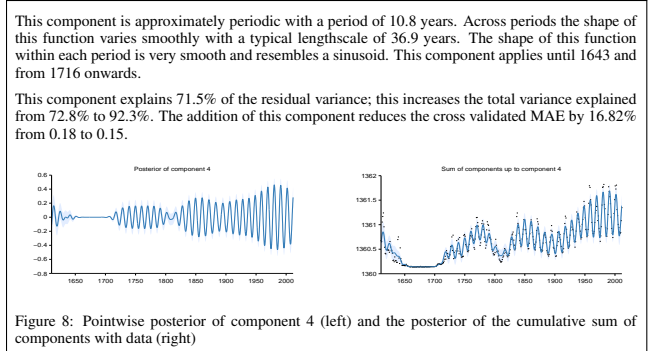 This component is approximately periodic with a period of 10.8 years. Across periods the shape of
this function varies smoothly with a typical lengthscale of 36.9 years. The shape of this function
within each period is very smooth and resembles a sinusoid. This component applies until 1643 and
from 1716 onwards.
This component explains 71.5% of the residual variance; this increases the total variance explained
from 72.8% to 92.3%. The addition of this component reduces the cross validated MAE by 16.82%
from 0.18 to 0.15.
Posterior of component 4
0.6
0.4
0.2
0
−0.2
−0.4
−0.6
−0.8
1650 1700 1750 1800 1850 1900 1950 2000
Sum of components up to component 4
1362
1361.5
1361
1360.5
1360
1650 1700 1750 1800 1850 1900 1950 2000
Figure 8: Pointwise posterior of component 4 (left) and the posterior of the cumulative sum of
components with data (right)